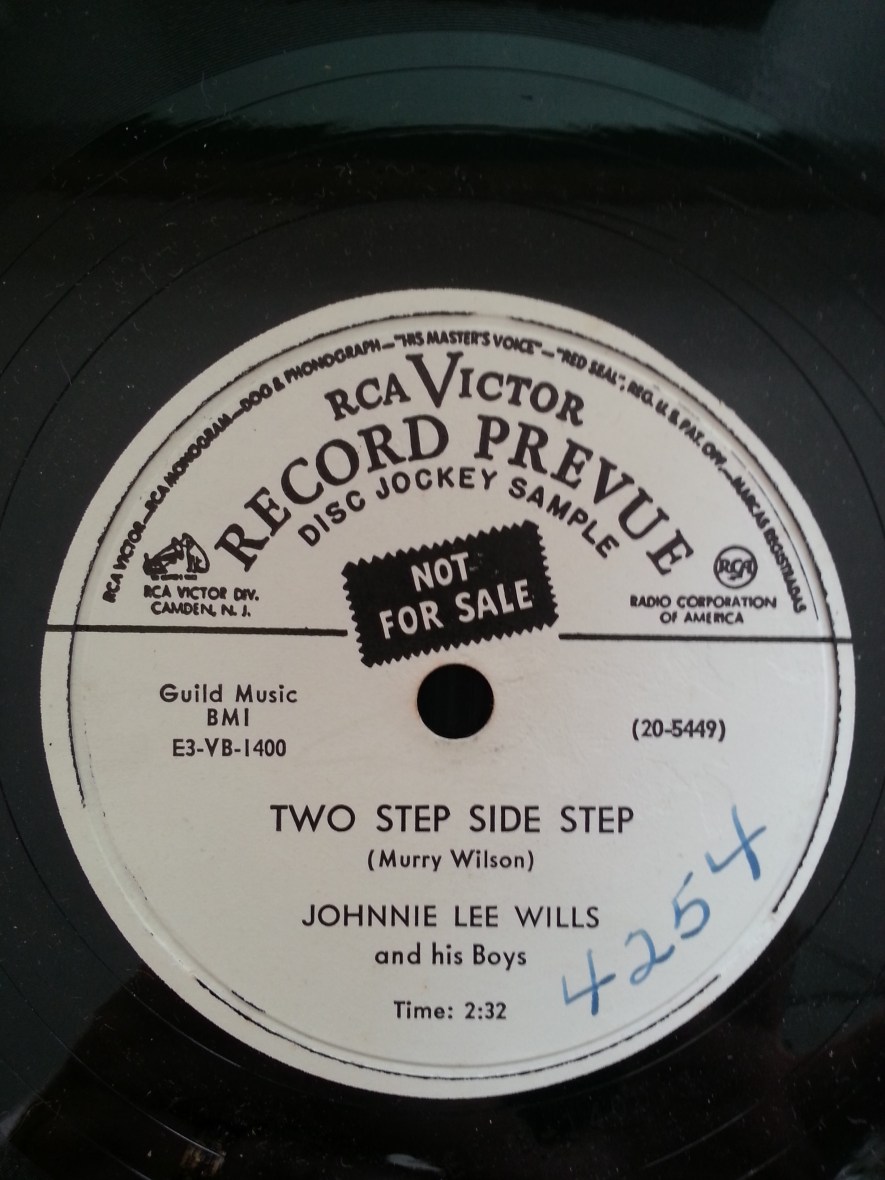 RCA VICTOR—RCA MONOGRAM—DOG & PHONOGRAPH—"HIS MASTER'S VOICE"—"RED SEAL", REG. U. S. PAT. OFF.—MARCAS REGISTRADAS
RCA VICTOR
RECORD PREVUE
DISC JOCKEY SAMPLE
NOT
FOR SALE
RCA VICTOR DIV.
CAMDEN, N. J.
RCA
RADIO CORPORATION
OF AMERICA
Guild Music
BMI
E3-VB-1400
(20-5449)
TWO STEP SIDE STEP
(Murry Wilson)
JOHNNIE LEE WILLS
and his Boys
Time: 2:32
4254